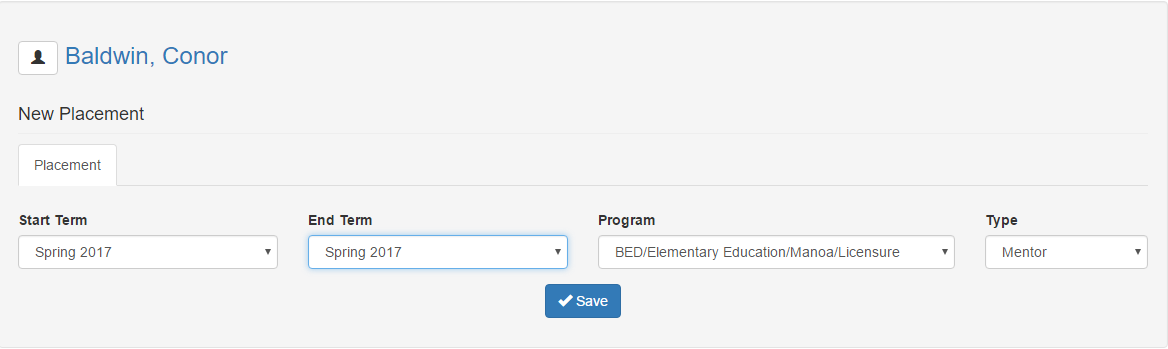 Baldwin, Conor
New Placement
Placement
Start Term End Term Program Type
Spring 2017 Spring 2017 BED/Elementary Education/Manoa/Licensure Mentor
Save